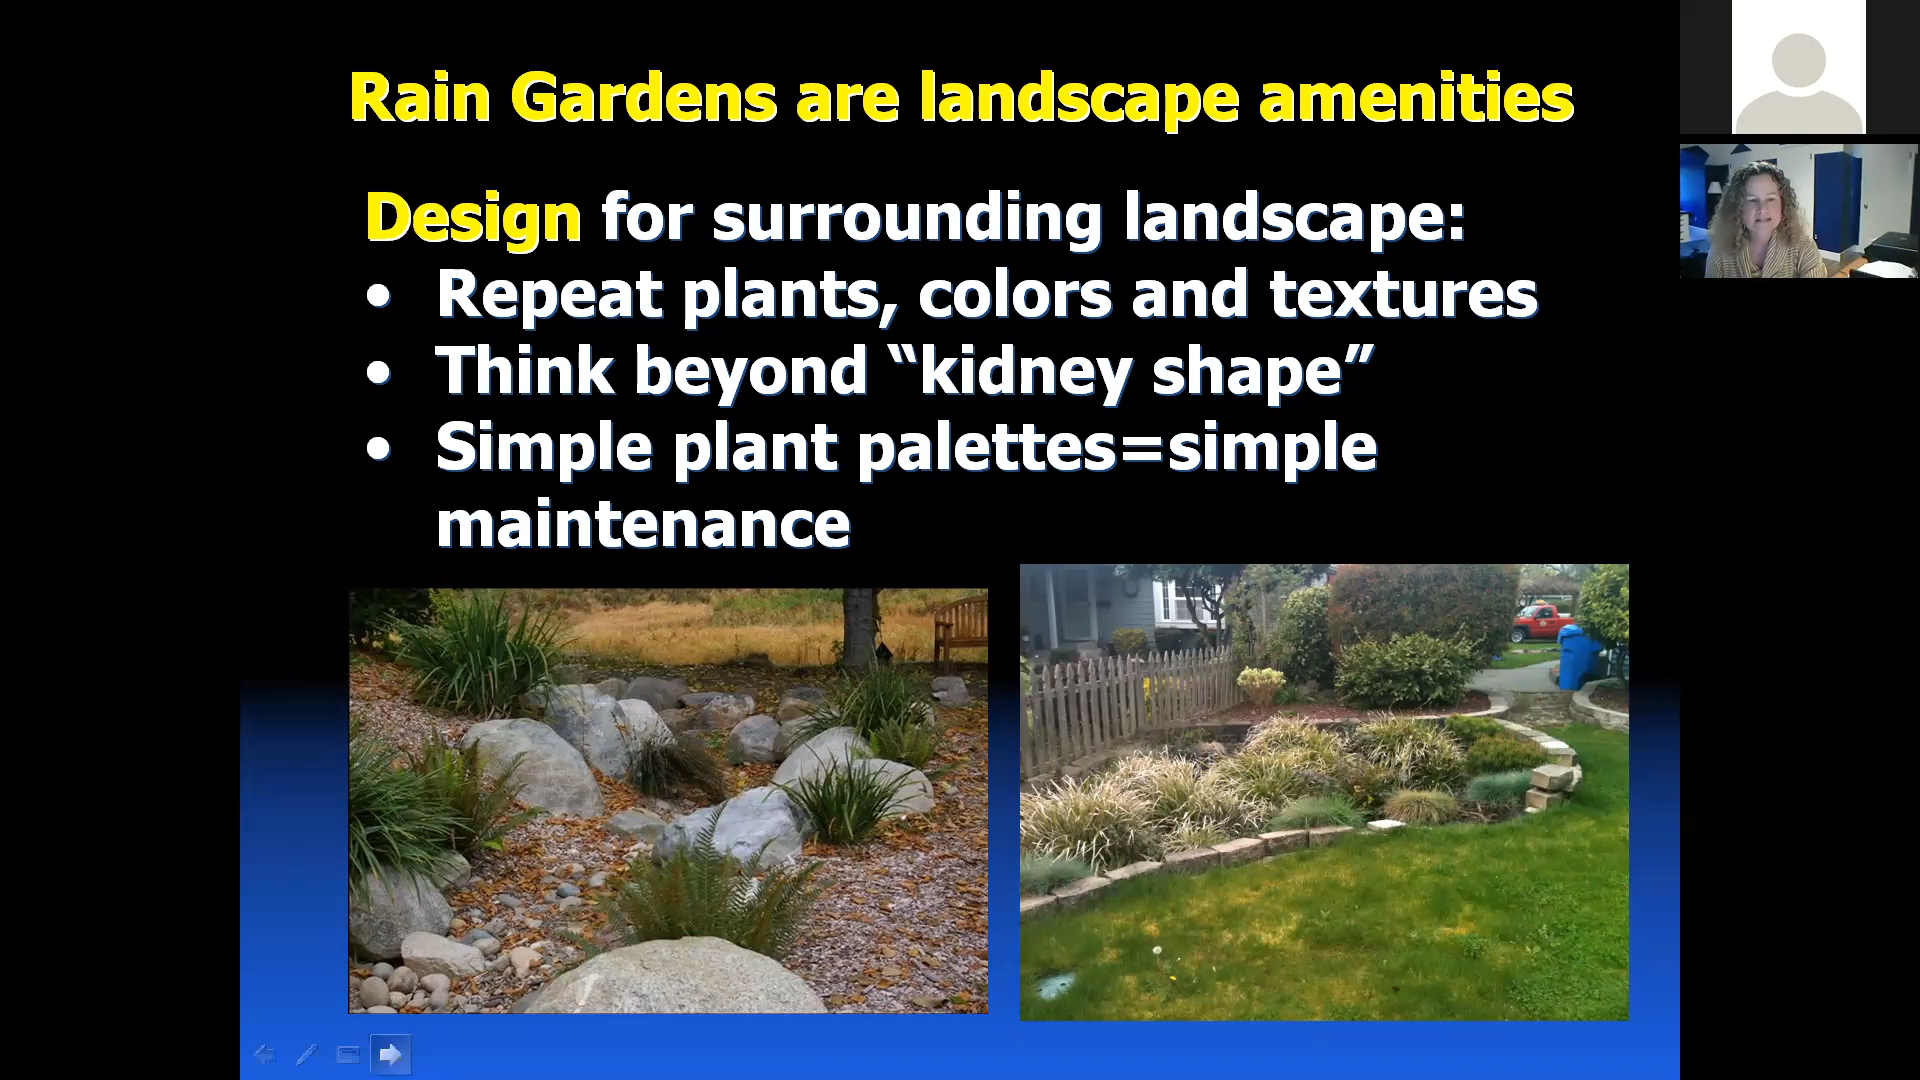 Rain Gardens are landscape amenities
Design for surrounding landscape:
• Repeat plants, colors and textures
• Think beyond “kidney shape”
• Simple plant palettes=simple
maintenance